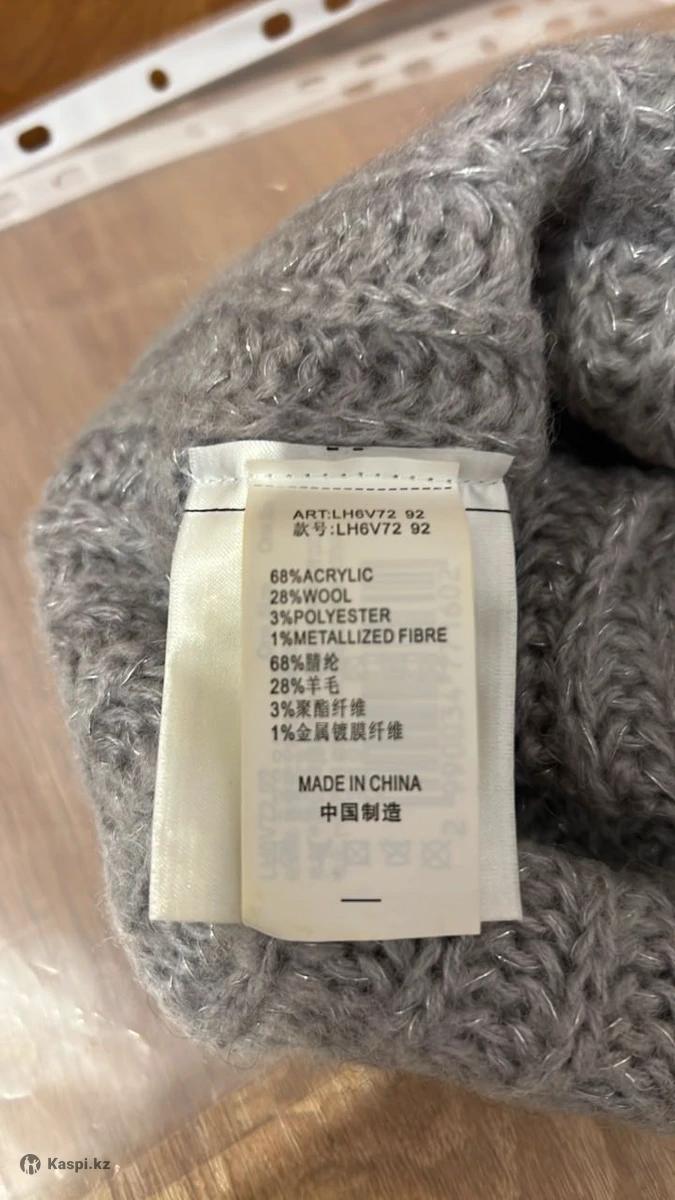 ART:LH6V72 92
款号:LH6V72 92
68%ACRYLIC
28%WOOL
3%POLYESTER
1%METALLIZED FIBRE
68%腈纶
28%羊毛
3%聚酯纤维
1%金属镀膜纤维
MADE IN CHINA
中国制造
Kaspi.kz